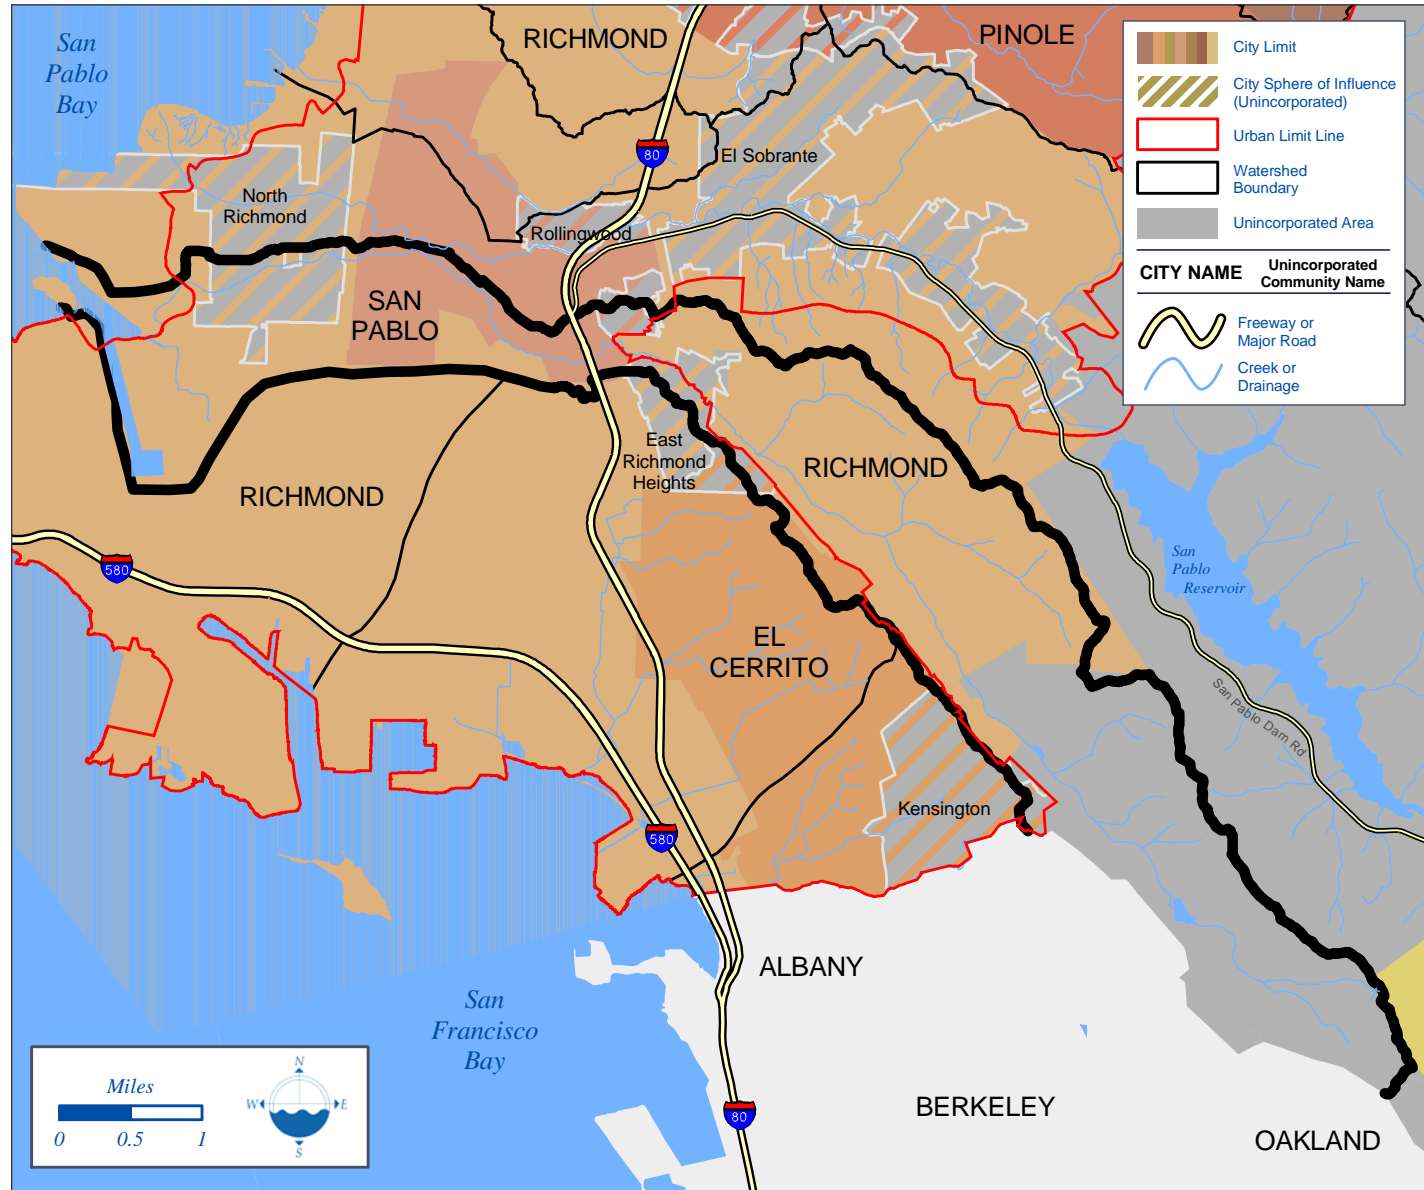 San
Pablo
Bay
RICHMOND
PINOLE
80
El Sobrante
North
Richmond
Rollingwood
SAN
PABLO
East
Richmond
Heights
RICHMOND
RICHMOND
580
San
Pablo
Reservoir
EL
CERRITO
San Pablo Dam Rd
Kensington
580
ALBANY
San
Francisco
Bay
80
BERKELEY
OAKLAND
City Limit
City Sphere of Influence
(Unincorporated)
Urban Limit Line
Watershed
Boundary
Unincorporated Area
CITY NAME
Unincorporated
Community Name
Freeway or
Major Road
Creek or
Drainage
Miles
0 0.5 1
N
W E
S